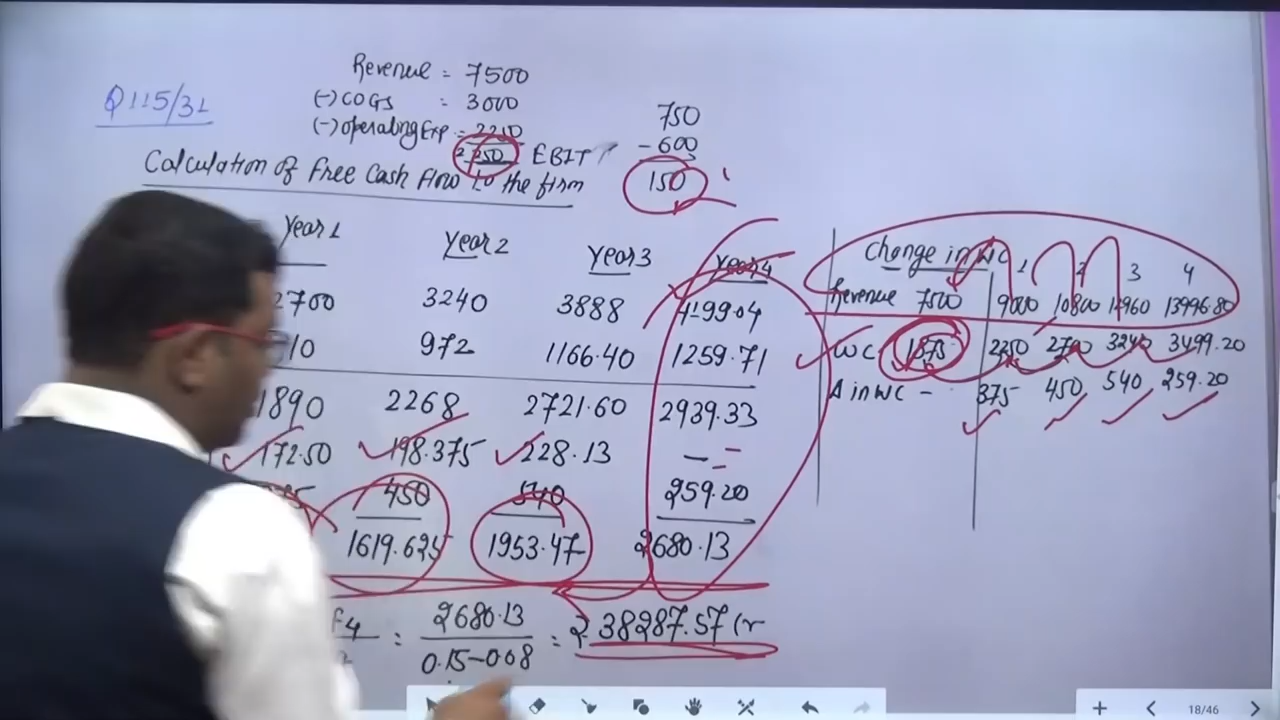 Q115/31
Revenue = 7500
(-) COGS = 3000
(-) operating Exp = 2250
2250 EBIT
750
- 600
150
Calculation of Free Cash Flow to the firm
Year 1 Year 2 Year 3 Year 4
2700 3240 3888 4199.04
10 972 1166.40 1259.71
1890 2268 2721.60 2939.33
172.50 198.375 228.13 -
450 540 259.20
1619.625 1953.47 2680.13
= 2680.13 / 0.15-0.08 = 38287.57 Cr
Change in WC 1 2 3 4
Revenue 7500 9000 10800 12960 13996.80
WC 1875 2250 2700 3240 3499.20
Δ in WC - 375 450 540 259.20
18/46